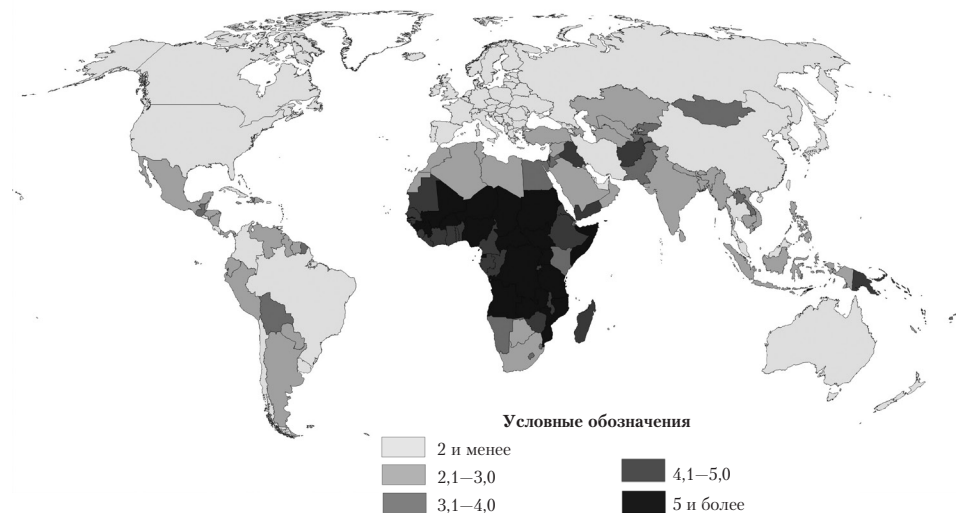 Условные обозначения
2 и менее
2,1—3,0
3,1—4,0
4,1—5,0
5 и более